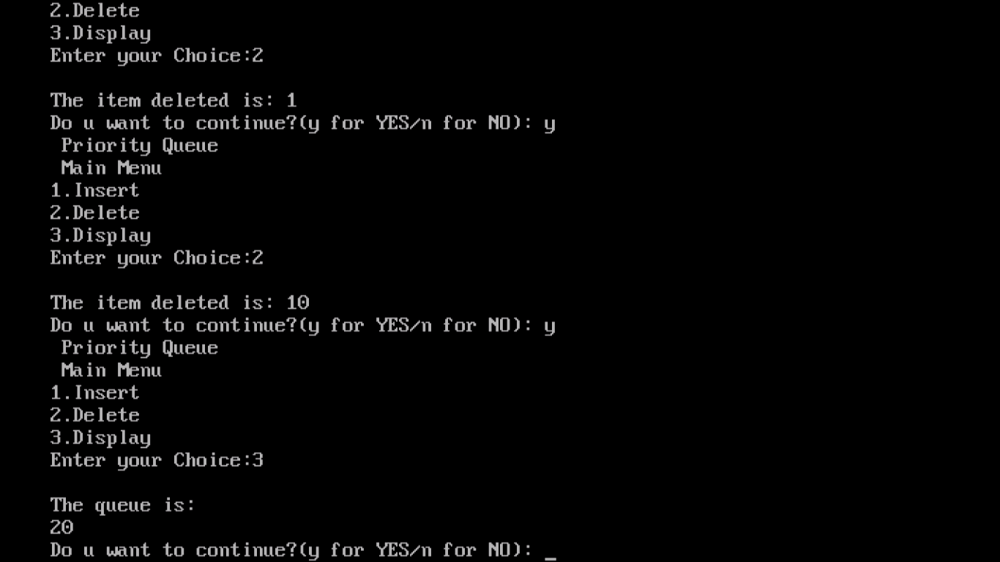 2.Delete
3.Display
Enter your Choice:2
The item deleted is: 1
Do u want to continue?(y for YES/n for NO): y
Priority Queue
Main Menu
1.Insert
2.Delete
3.Display
Enter your Choice:2
The item deleted is: 10
Do u want to continue?(y for YES/n for NO): y
Priority Queue
Main Menu
1.Insert
2.Delete
3.Display
Enter your Choice:3
The queue is:
20
Do u want to continue?(y for YES/n for NO): _